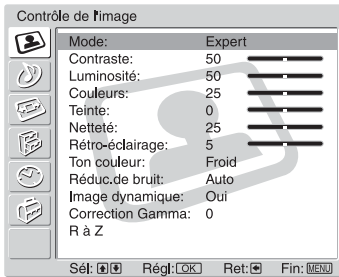 Contrôle de l'image
Mode: Expert
Contraste: 50
Luminosité: 50
Couleurs: 25
Teinte: 0
Netteté: 25
Rétro-éclairage: 5
Ton couleur: Froid
Réduc.de bruit: Auto
Image dynamique: Oui
Correction Gamma: 0
R à Z
Sél: Régl: OK Ret: Fin: MENU